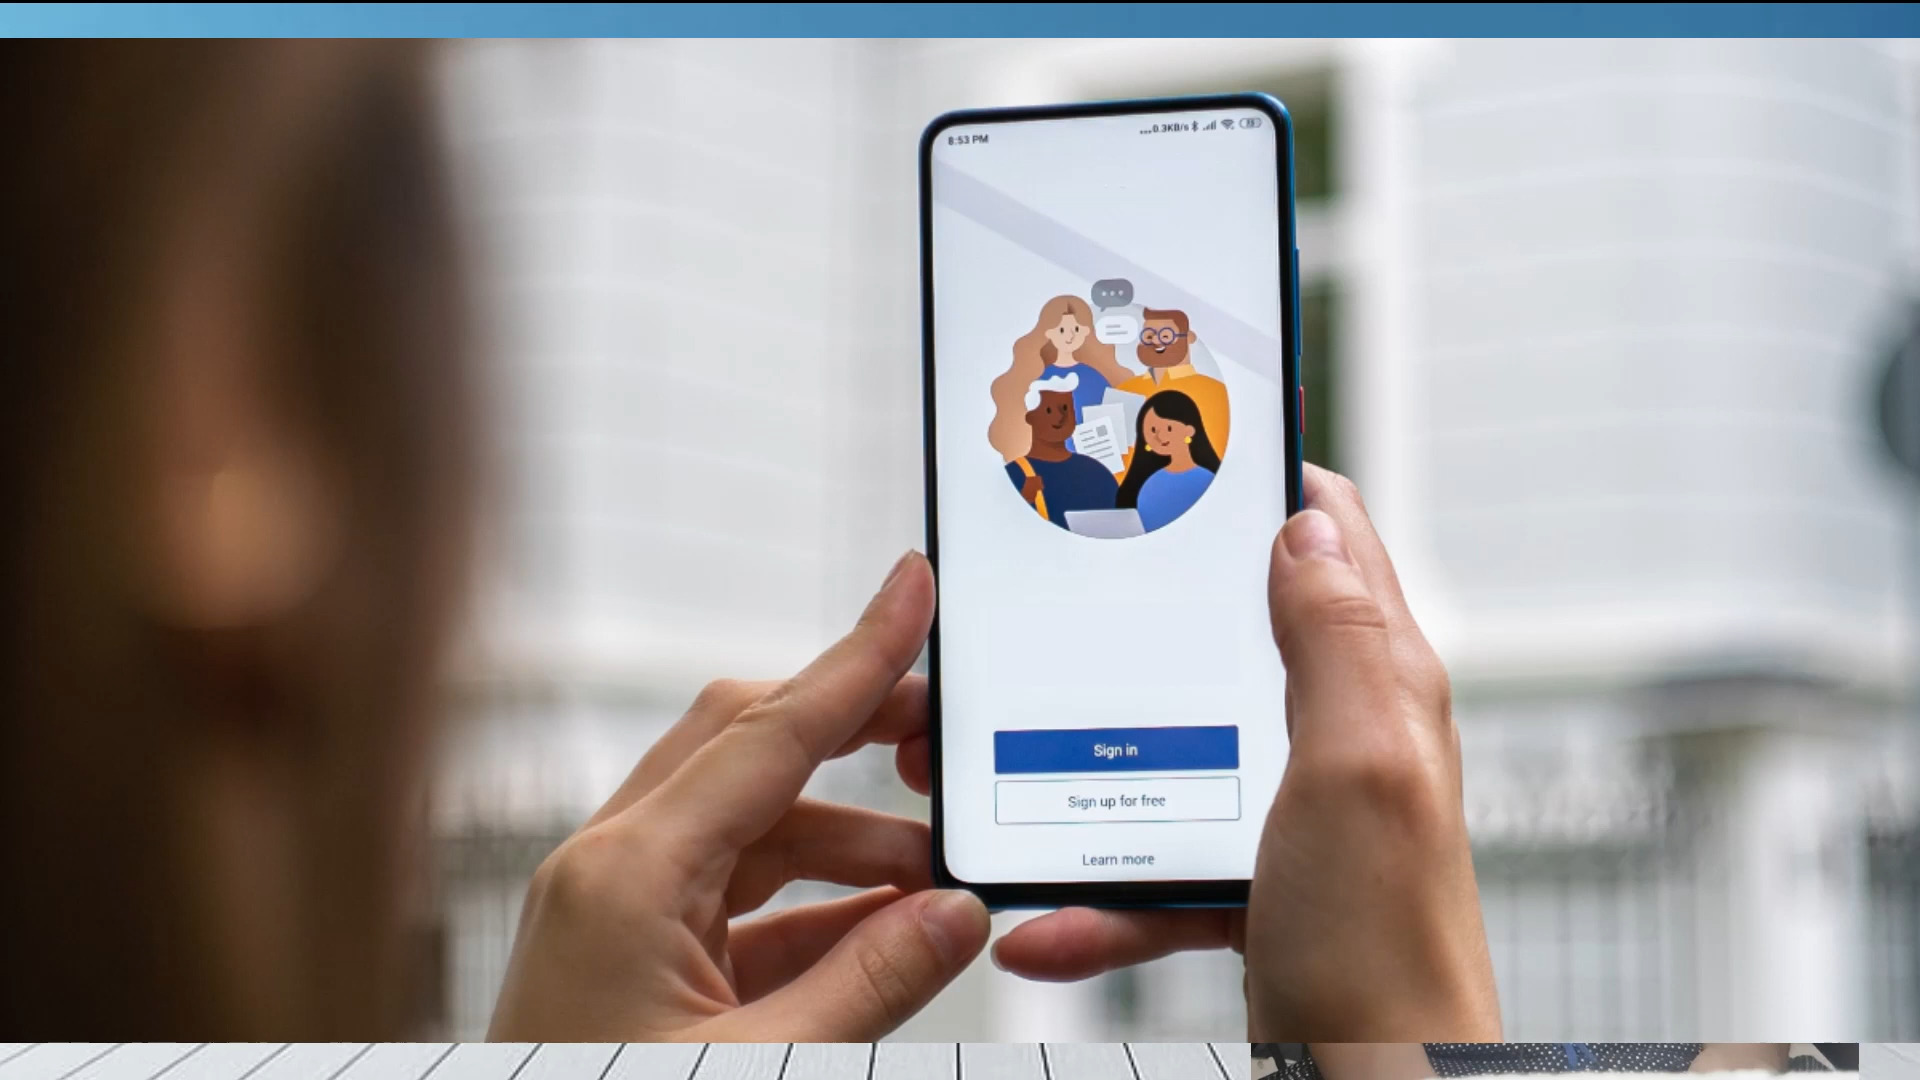 8:53 PM
...0.3KB/s
Sign in
Sign up for free
Learn more